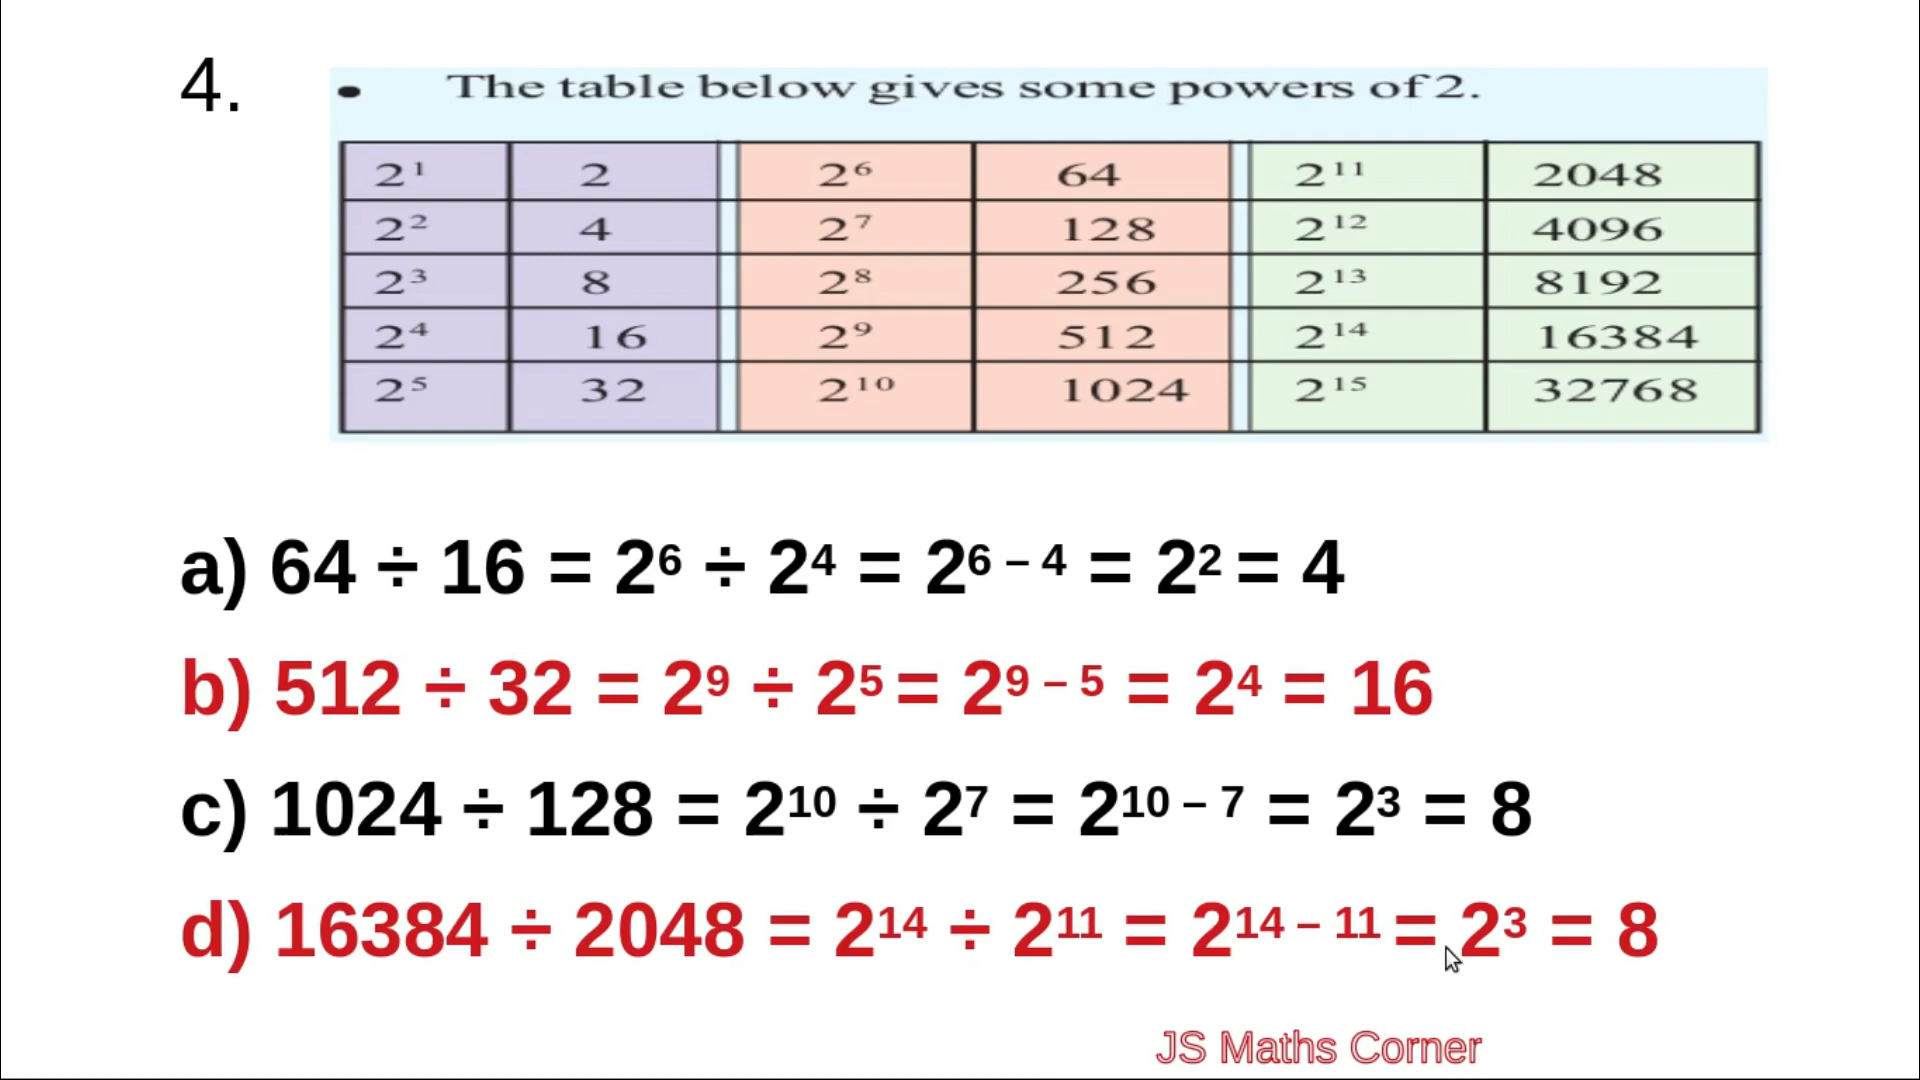 4.
• The table below gives some powers of 2.
2¹ 2 2⁶ 64 2¹¹ 2048
2² 4 2⁷ 128 2¹² 4096
2³ 8 2⁸ 256 2¹³ 8192
2⁴ 16 2⁹ 512 2¹⁴ 16384
2⁵ 32 2¹⁰ 1024 2¹⁵ 32768
a) 64 ÷ 16 = 2⁶ ÷ 2⁴ = 2⁶ ⁻ ⁴ = 2² = 4
b) 512 ÷ 32 = 2⁹ ÷ 2⁵ = 2⁹ ⁻ ⁵ = 2⁴ = 16
c) 1024 ÷ 128 = 2¹⁰ ÷ 2⁷ = 2¹⁰ ⁻ ⁷ = 2³ = 8
d) 16384 ÷ 2048 = 2¹⁴ ÷ 2¹¹ = 2¹⁴ ⁻ ¹¹ = 2³ = 8
JS Maths Corner